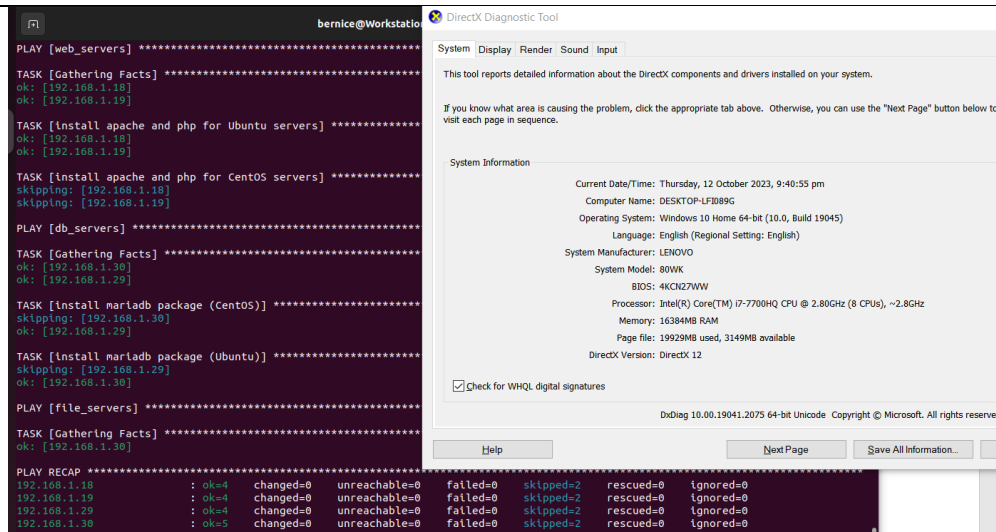 bernice@Workstatio
PLAY [web_servers] ****************************************
TASK [Gathering Facts] ************************************
ok: [192.168.1.18]
ok: [192.168.1.19]
TASK [install apache and php for Ubuntu servers] **************
ok: [192.168.1.18]
ok: [192.168.1.19]
TASK [install apache and php for CentOS servers] **************
skipping: [192.168.1.18]
skipping: [192.168.1.19]
PLAY [db_servers] *****************************************
TASK [Gathering Facts] ************************************
ok: [192.168.1.30]
ok: [192.168.1.29]
TASK [install mariadb package (CentOS)] **********************
skipping: [192.168.1.30]
ok: [192.168.1.29]
TASK [install mariadb package (Ubuntu)] **********************
skipping: [192.168.1.29]
ok: [192.168.1.30]
PLAY [file_servers] ***************************************
TASK [Gathering Facts] ************************************
ok: [192.168.1.30]
PLAY RECAP ************************************************************************************************
192.168.1.18 : ok=4 changed=0 unreachable=0 failed=0 skipped=2 rescued=0 ignored=0
192.168.1.19 : ok=4 changed=0 unreachable=0 failed=0 skipped=2 rescued=0 ignored=0
192.168.1.29 : ok=4 changed=0 unreachable=0 failed=0 skipped=2 rescued=0 ignored=0
192.168.1.30 : ok=5 changed=0 unreachable=0 failed=0 skipped=2 rescued=0 ignored=0
DirectX Diagnostic Tool
System Display Render Sound Input
This tool reports detailed information about the DirectX components and drivers installed on your system.
If you know what area is causing the problem, click the appropriate tab above. Otherwise, you can use the "Next Page" button below to
visit each page in sequence.
System Information
Current Date/Time: Thursday, 12 October 2023, 9:40:55 pm
Computer Name: DESKTOP-LFI089G
Operating System: Windows 10 Home 64-bit (10.0, Build 19045)
Language: English (Regional Setting: English)
System Manufacturer: LENOVO
System Model: 80WK
BIOS: 4KCN27WW
Processor: Intel(R) Core(TM) i7-7700HQ CPU @ 2.80GHz (8 CPUs), ~2.8GHz
Memory: 16384MB RAM
Page file: 19929MB used, 3149MB available
DirectX Version: DirectX 12
Check for WHQL digital signatures
DxDiag 10.00.19041.2075 64-bit Unicode Copyright © Microsoft. All rights reserve
Help Next Page Save All Information...